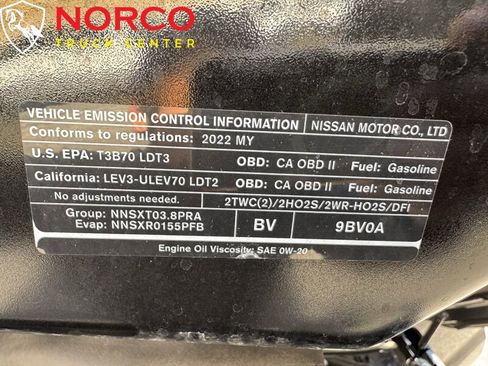 NORCO
TRUCK CENTER
VEHICLE EMISSION CONTROL INFORMATION NISSAN MOTOR CO., LTD
Conforms to regulations: 2022 MY
U.S. EPA: T3B70 LDT3 OBD: CA OBD II Fuel: Gasoline
California: LEV3-ULEV70 LDT2 OBD: CA OBD II Fuel: Gasoline
No adjustments needed. 2TWC(2)/2HO2S/2WR-HO2S/DFI
Group: NNSXT03.8PRA BV 9BV0A
Evap: NNSXR0155PFB
Engine Oil Viscosity: SAE 0W-20